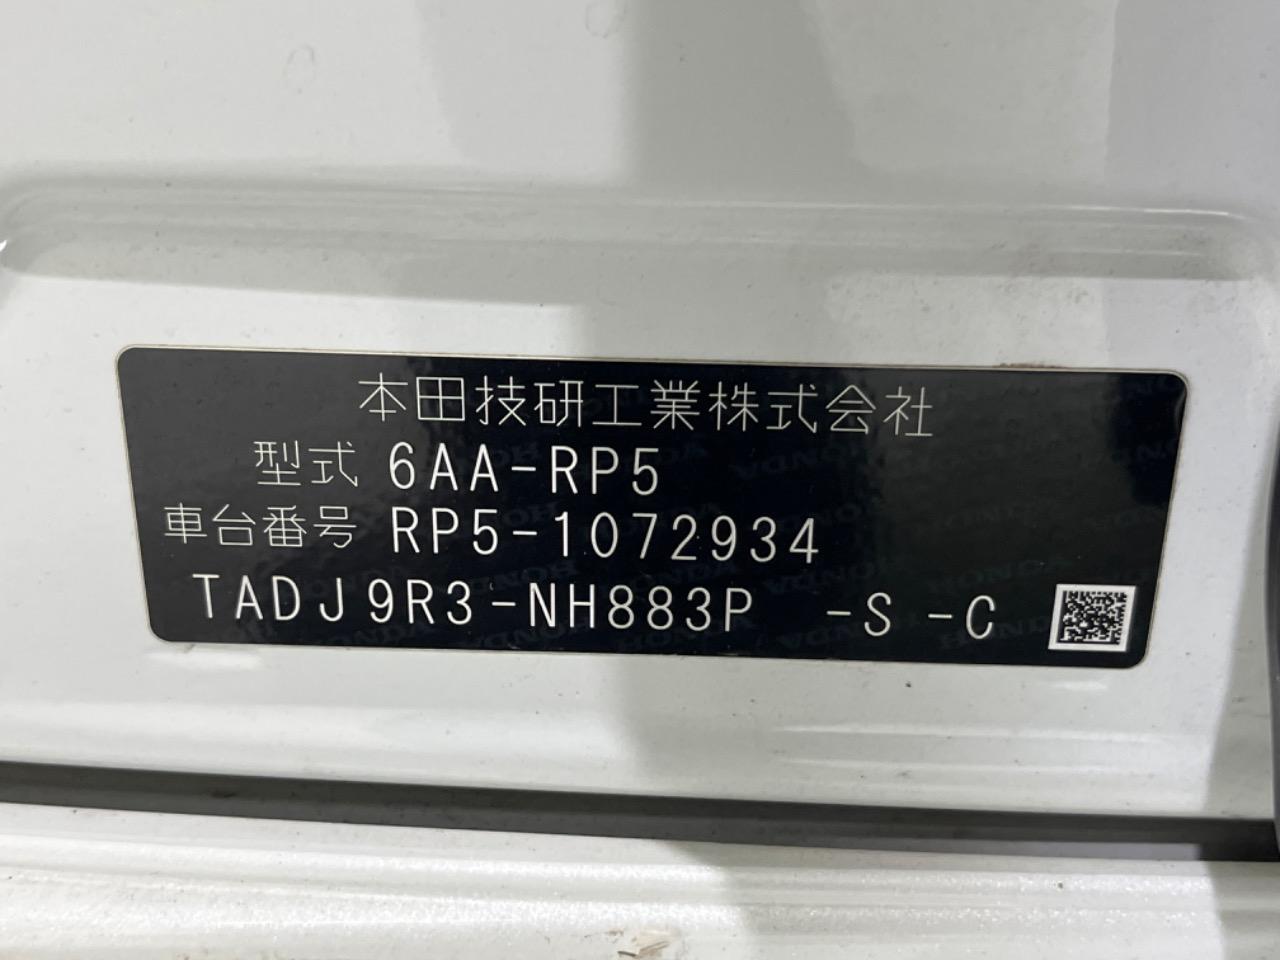 本田技研工業株式会社
型式 6AA-RP5
車台番号 RP5-1072934
TADJ9R3-NH883P -S -C